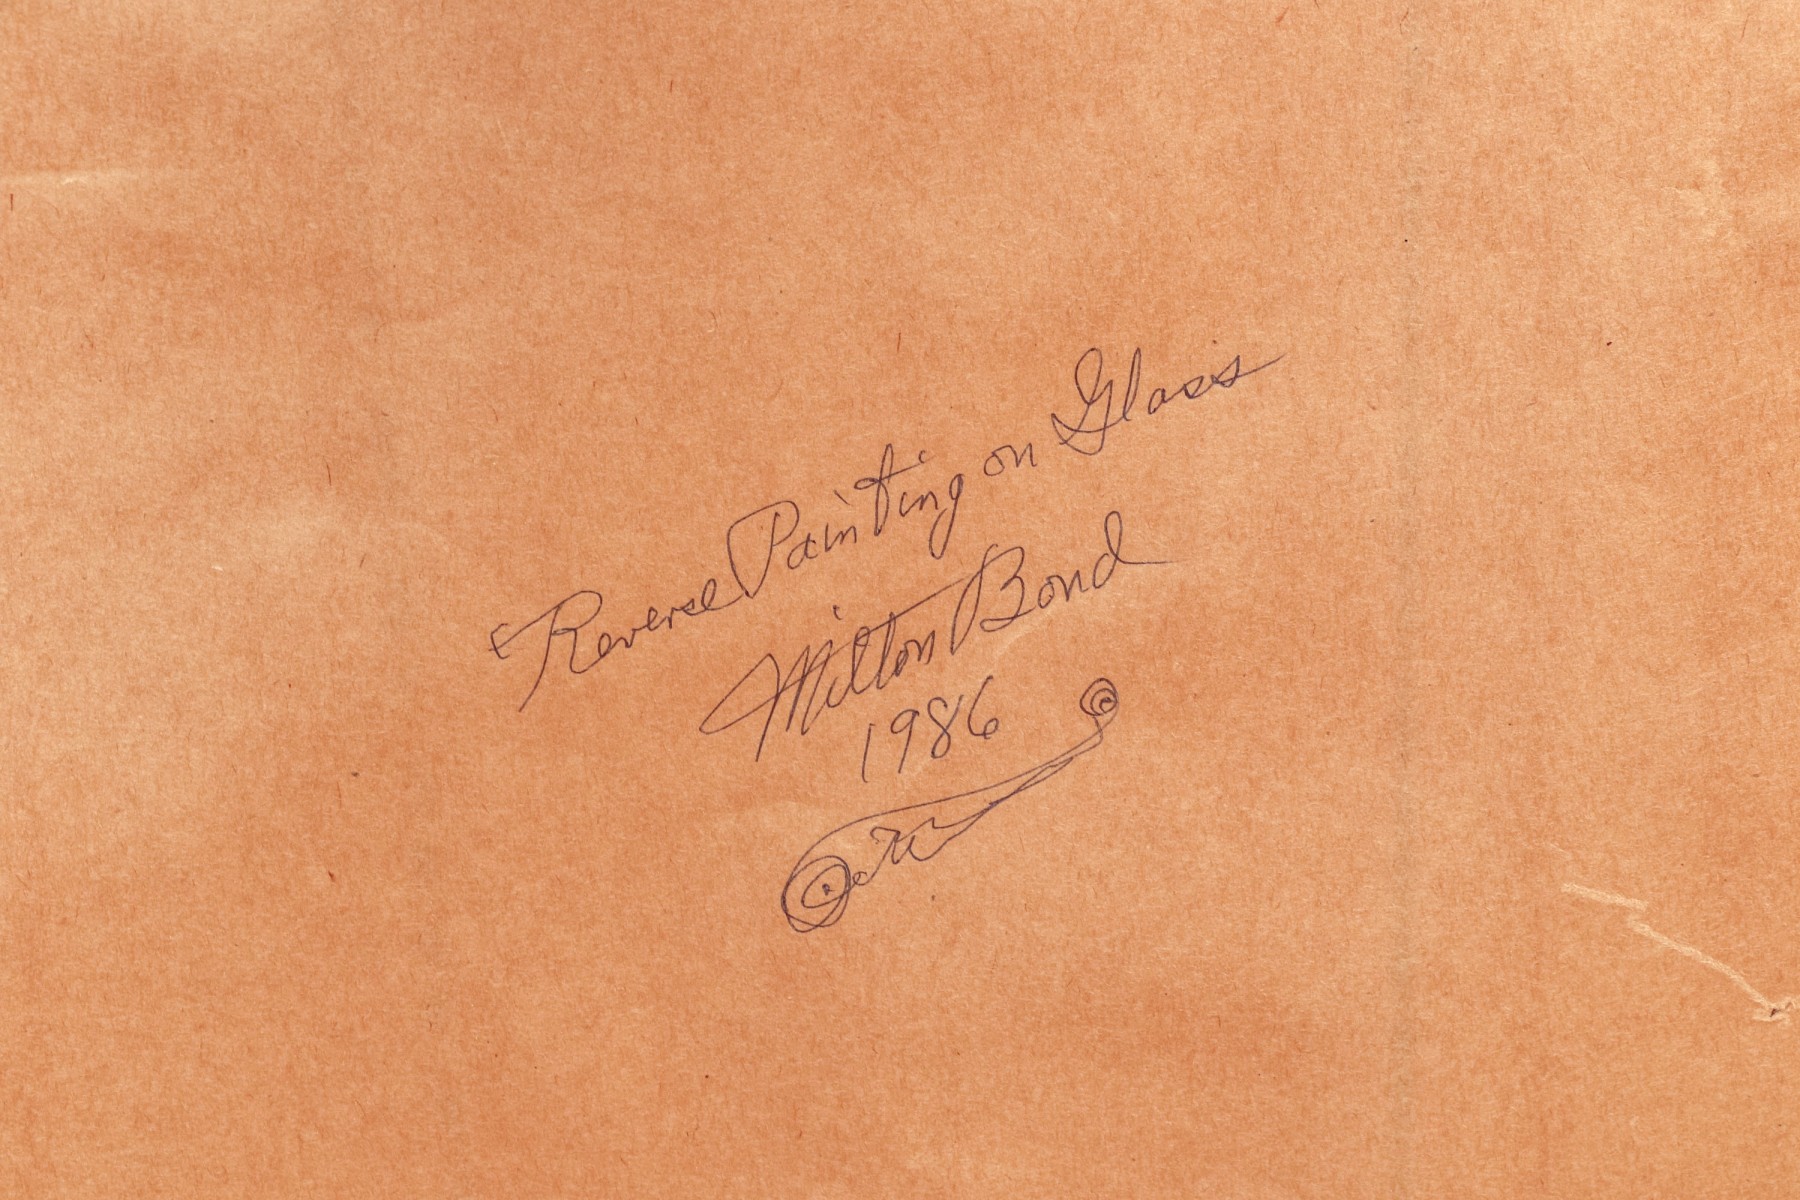 Reverse Painting on Glass
Milton Bond
1986